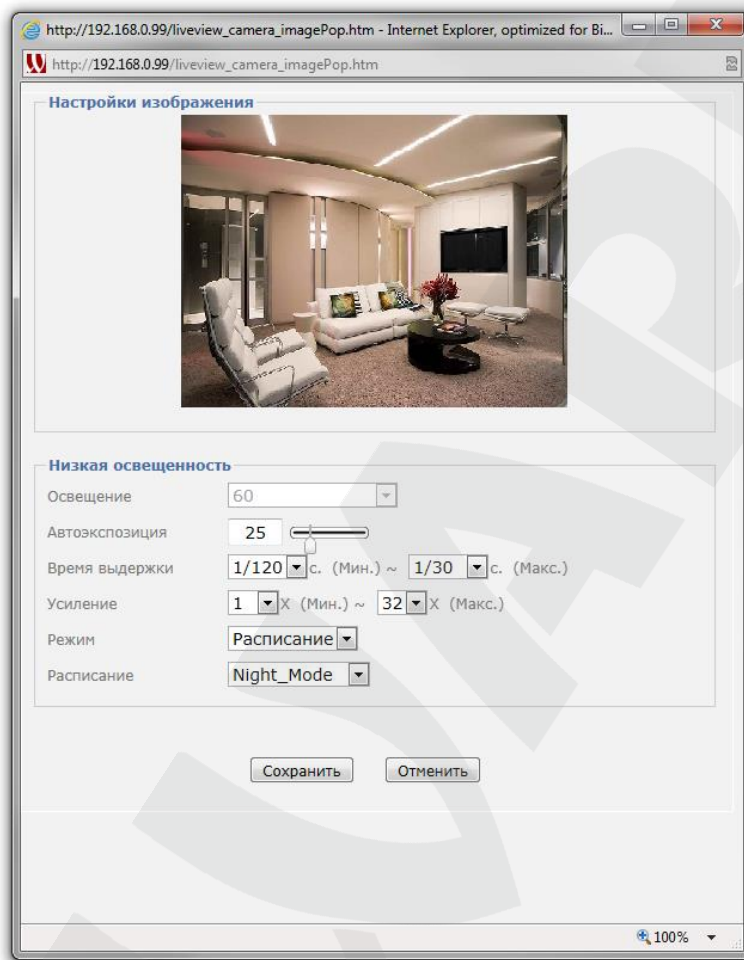 http://192.168.0.99/liveview_camera_imagePop.htm - Internet Explorer, optimized for Bi...
http://192.168.0.99/liveview_camera_imagePop.htm
Настройки изображения
Низкая освещенность
Освещение 60
Автоэкспозиция 25
Время выдержки 1/120 с. (Мин.) ~ 1/30 с. (Макс.)
Усиление 1 X (Мин.) ~ 32 X (Макс.)
Режим Расписание
Расписание Night_Mode
Сохранить Отменить
100%